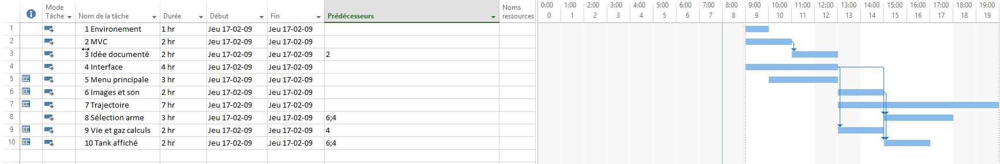 Mode Tâche Nom de la tâche Durée Début Fin Prédécesseurs Noms ressources
0:00 1:00 2:00 3:00 4:00 5:00 6:00 7:00 8:00 9:00 10:00 11:00 12:00 13:00 14:00 15:00 16:00 17:00 18:00 19:00
0 1 2 3 4 5 6 7 8 9 10 11 12 13 14 15 16 17 18 19
1 1 Environement 1 hr Jeu 17-02-09 Jeu 17-02-09
2 2 MVC 2 hr Jeu 17-02-09 Jeu 17-02-09
3 3 Idée documenté 2 hr Jeu 17-02-09 Jeu 17-02-09 2
4 4 Interface 4 hr Jeu 17-02-09 Jeu 17-02-09
5 5 Menu principale 3 hr Jeu 17-02-09 Jeu 17-02-09
6 6 Images et son 2 hr Jeu 17-02-09 Jeu 17-02-09
7 7 Trajectoire 7 hr Jeu 17-02-09 Jeu 17-02-09
8 8 Sélection arme 3 hr Jeu 17-02-09 Jeu 17-02-09 6;4
9 9 Vie et gaz calculs 2 hr Jeu 17-02-09 Jeu 17-02-09 4
10 10 Tank affiché 2 hr Jeu 17-02-09 Jeu 17-02-09 6;4